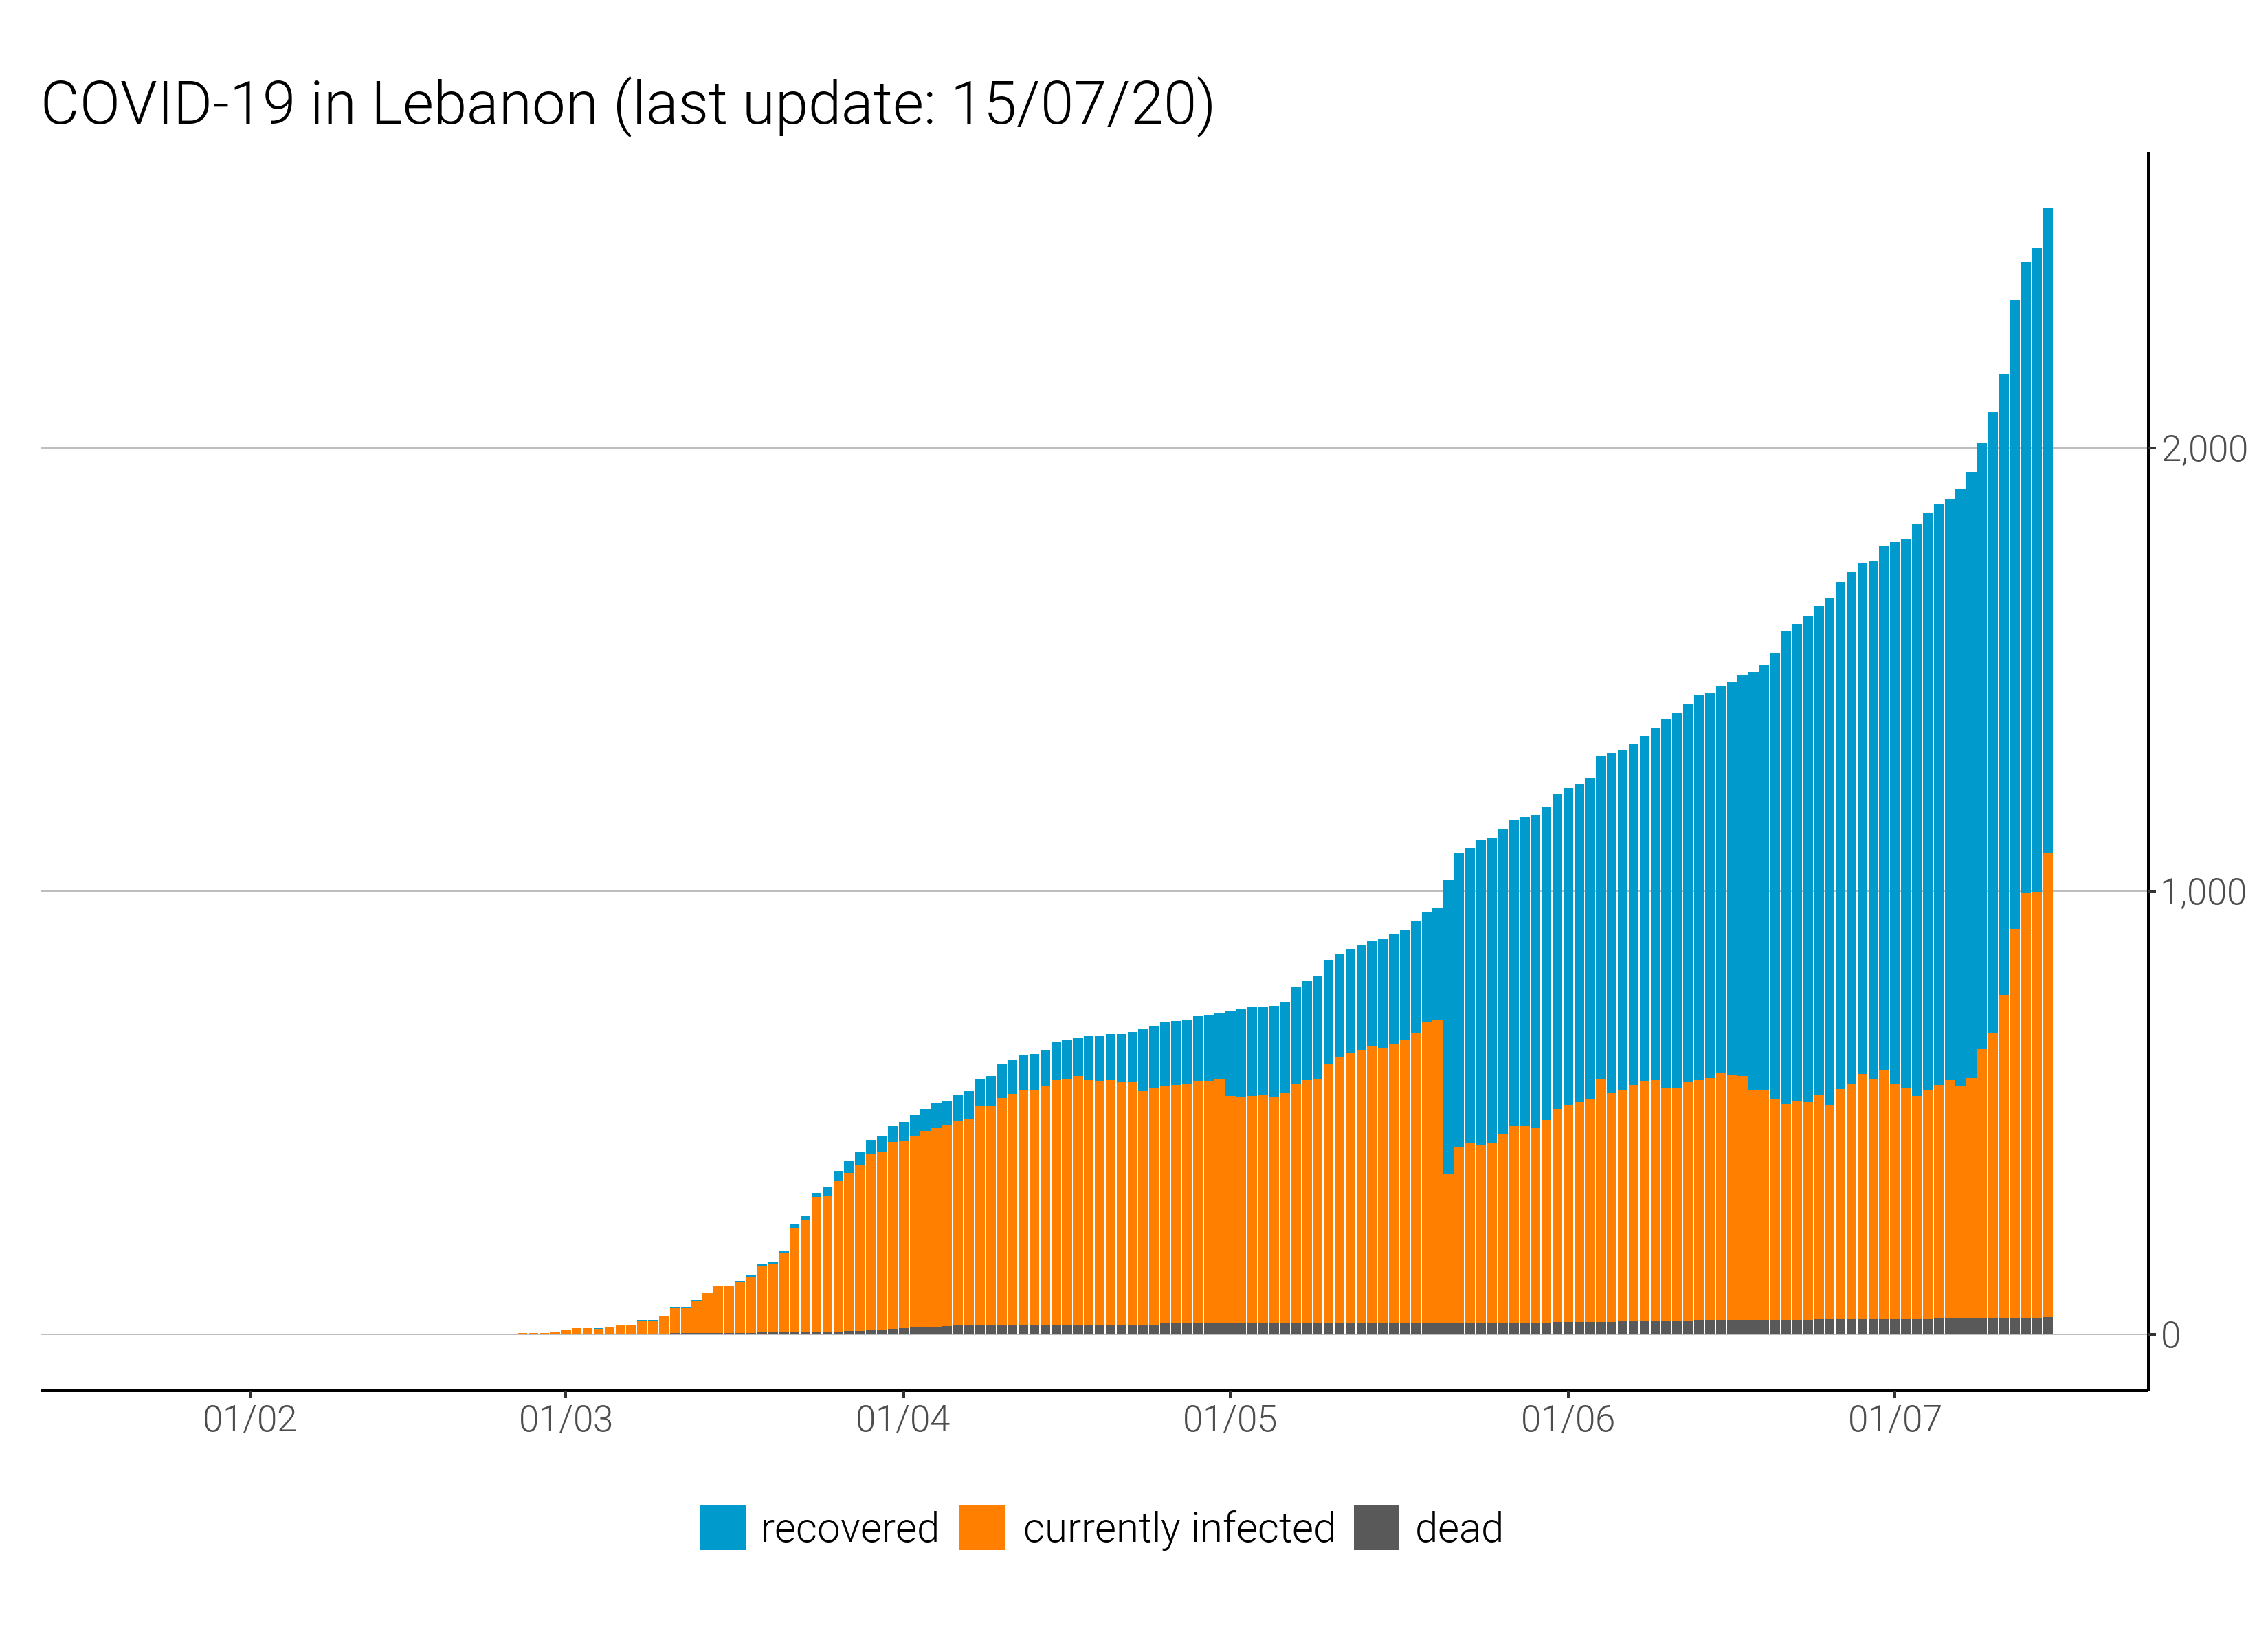 COVID-19 in Lebanon (last update: 15/07/20)
2,000
1,000
0
01/02 01/03 01/04 01/05 01/06 01/07
recovered currently infected dead